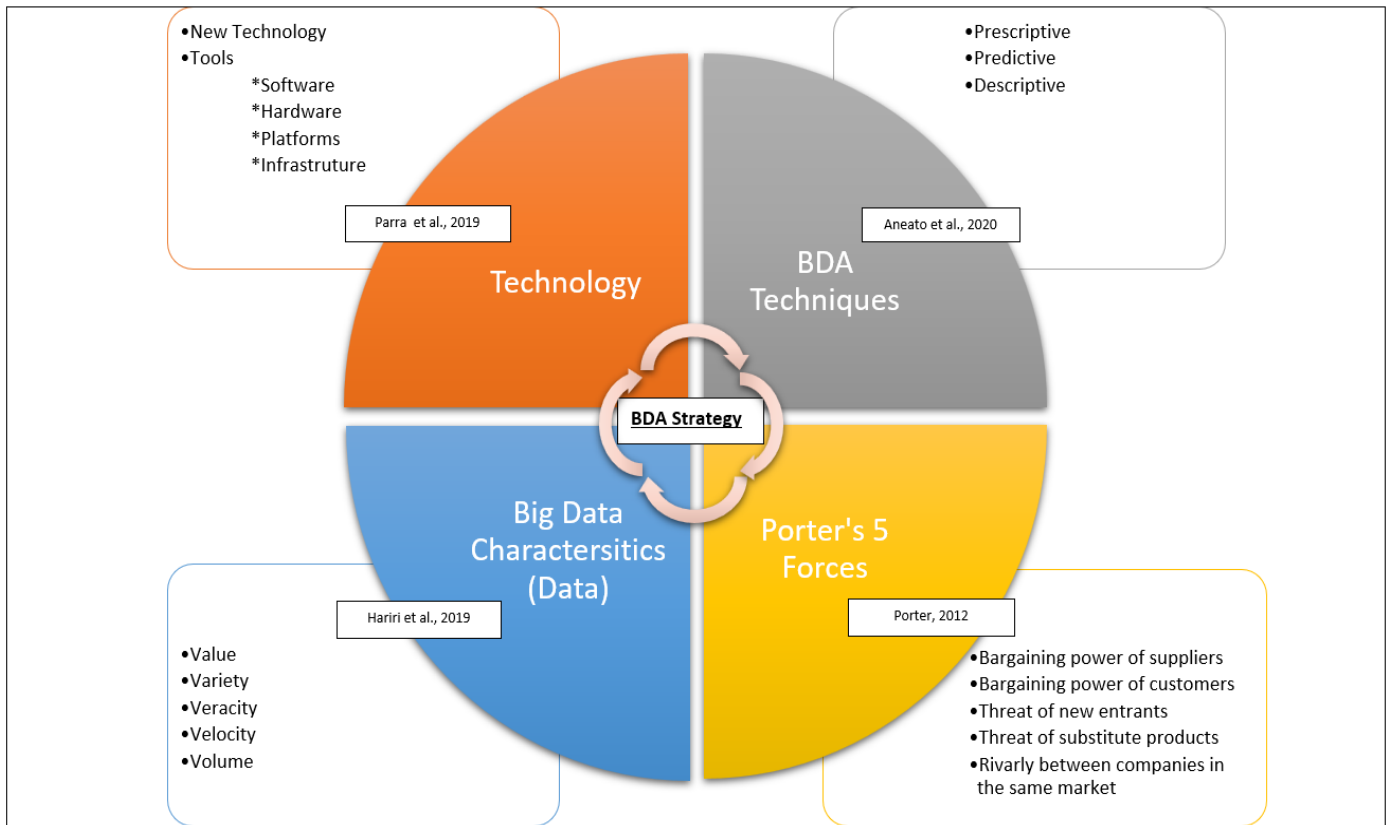 •New Technology
•Tools
*Software
*Hardware
*Platforms
*Infrastruture
Parra et al., 2019
Technology
•Prescriptive
•Predictive
•Descriptive
Aneato et al., 2020
BDA
Techniques
BDA Strategy
Big Data
Charactersitics
(Data)
Hariri et al., 2019
•Value
•Variety
•Veracity
•Velocity
•Volume
Porter's 5
Forces
Porter, 2012
•Bargaining power of suppliers
•Bargaining power of customers
•Threat of new entrants
•Threat of substitute products
•Rivarly between companies in
the same market